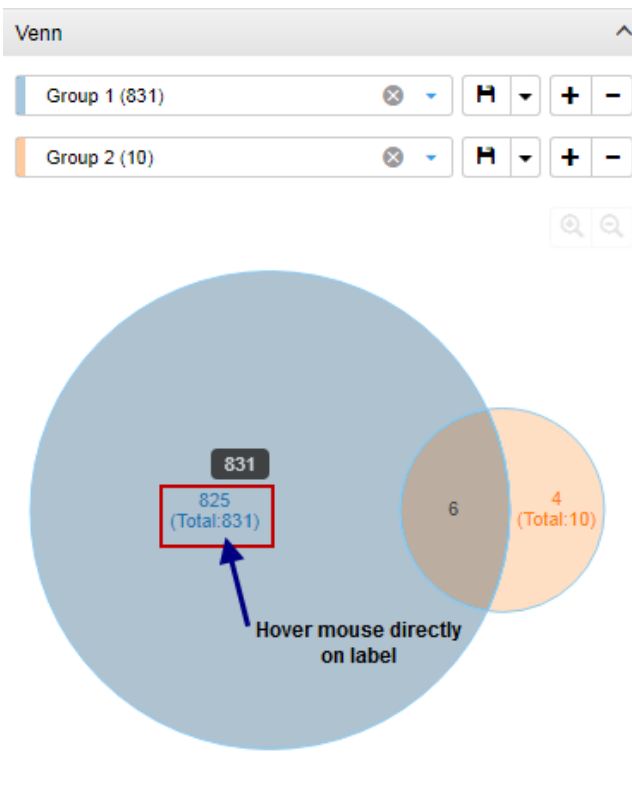 Venn
Group 1 (831)
Group 2 (10)
831
825
(Total:831)
6
4
(Total:10)
Hover mouse directly
on label